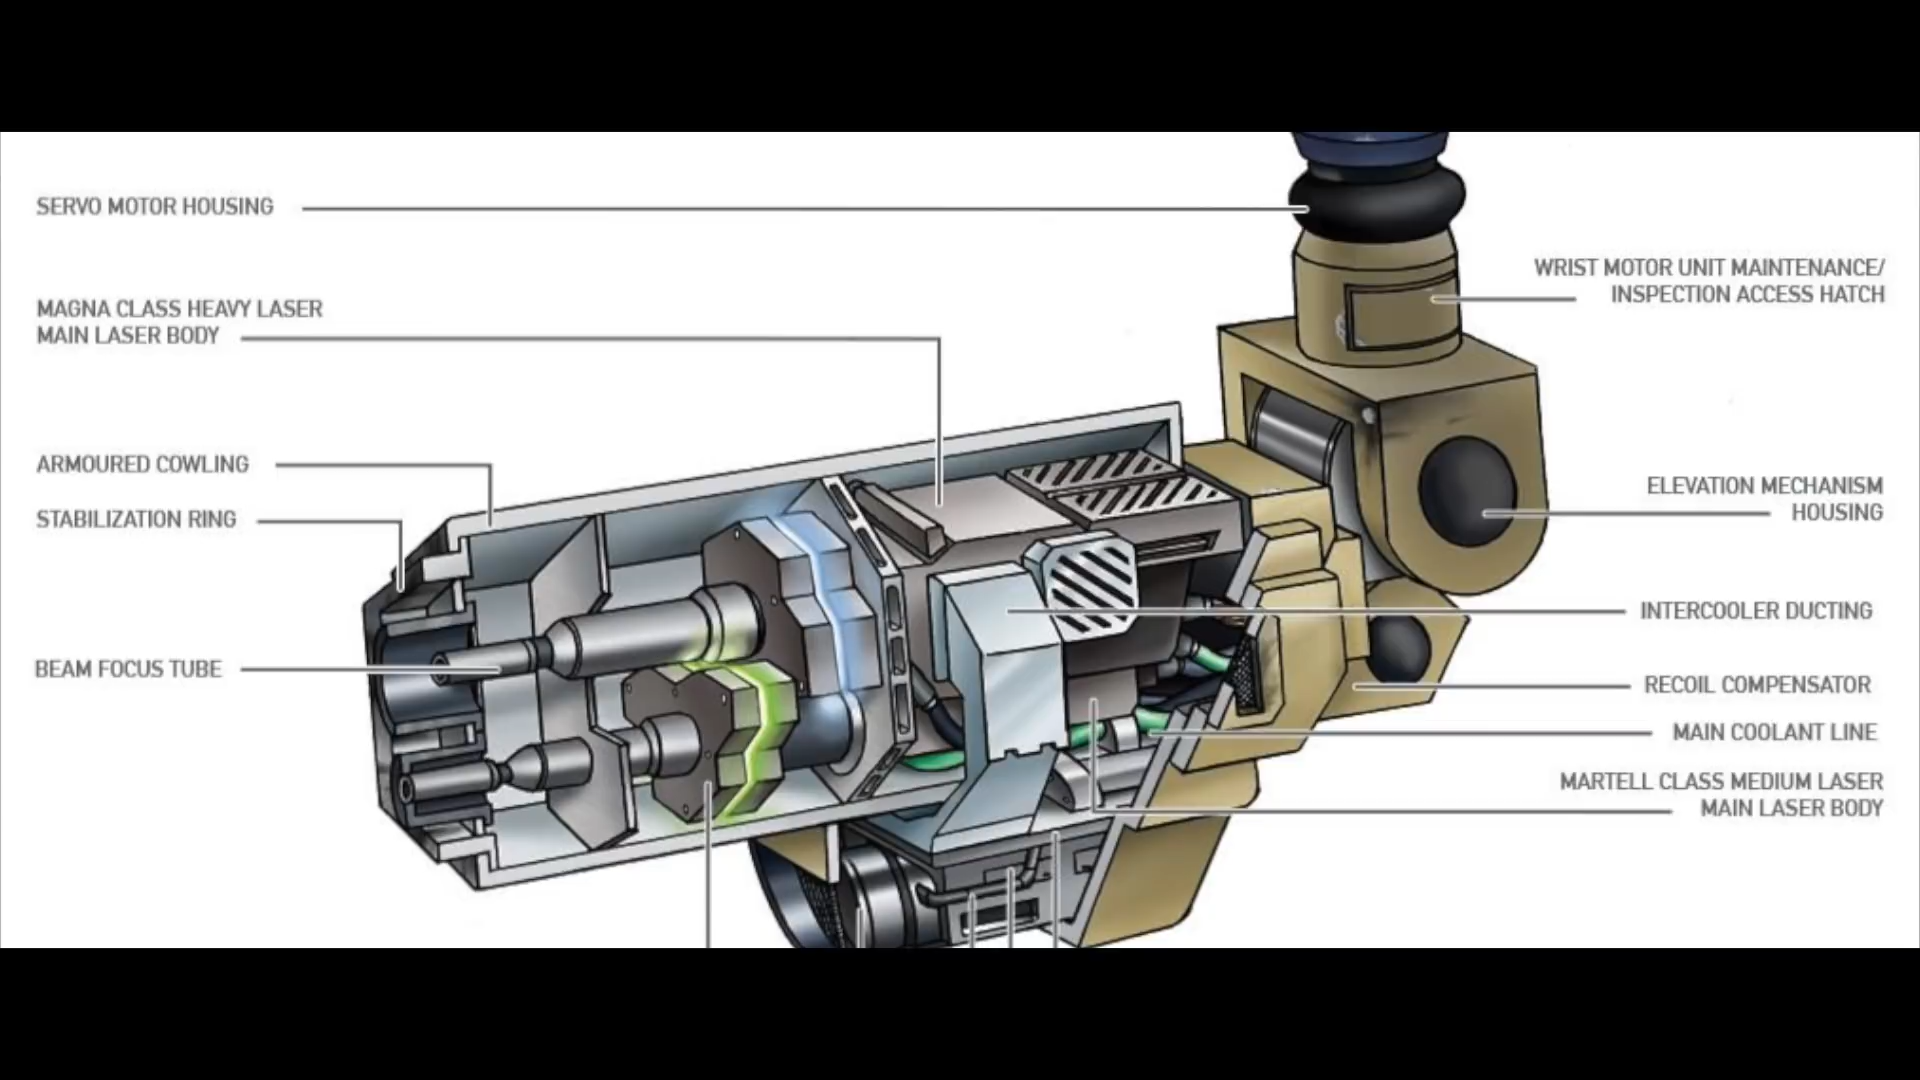 SERVO MOTOR HOUSING
MAGNA CLASS HEAVY LASER
MAIN LASER BODY
ARMOURED COWLING
STABILIZATION RING
BEAM FOCUS TUBE
WRIST MOTOR UNIT MAINTENANCE/
INSPECTION ACCESS HATCH
ELEVATION MECHANISM
HOUSING
INTERCOOLER DUCTING
RECOIL COMPENSATOR
MAIN COOLANT LINE
MARTELL CLASS MEDIUM LASER
MAIN LASER BODY